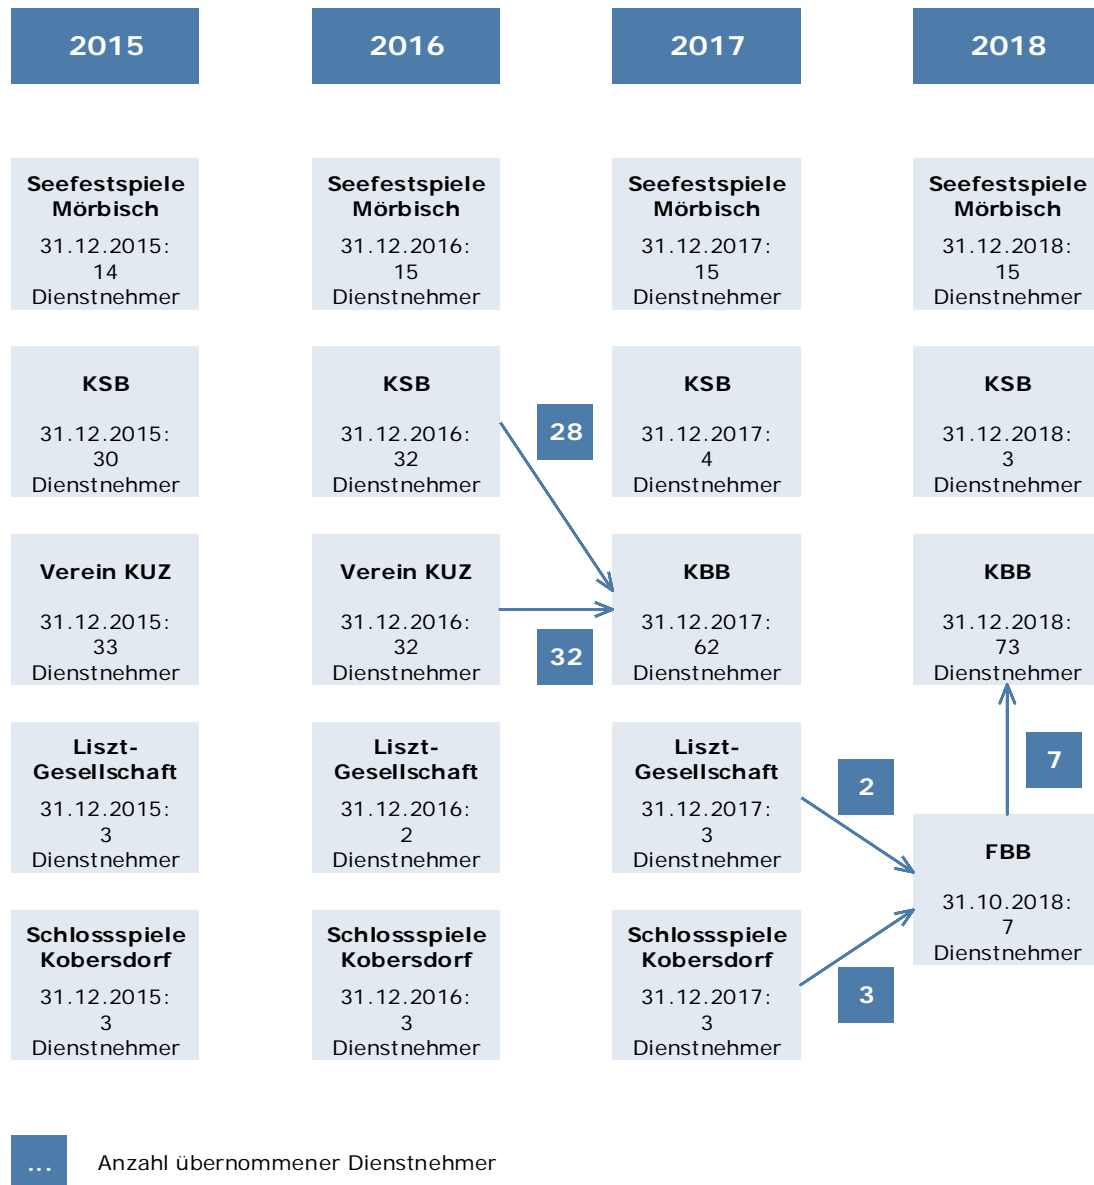 2015
2016
2017
2018
Seefestspiele
Mörbisch
31.12.2015:
14
Dienstnehmer
Seefestspiele
Mörbisch
31.12.2016:
15
Dienstnehmer
Seefestspiele
Mörbisch
31.12.2017:
15
Dienstnehmer
Seefestspiele
Mörbisch
31.12.2018:
15
Dienstnehmer
KSB
31.12.2015:
30
Dienstnehmer
KSB
31.12.2016:
32
Dienstnehmer
28
KSB
31.12.2017:
4
Dienstnehmer
KSB
31.12.2018:
3
Dienstnehmer
Verein KUZ
31.12.2015:
33
Dienstnehmer
Verein KUZ
31.12.2016:
32
Dienstnehmer
32
KBB
31.12.2017:
62
Dienstnehmer
KBB
31.12.2018:
73
Dienstnehmer
Liszt-
Gesellschaft
31.12.2015:
3
Dienstnehmer
Liszt-
Gesellschaft
31.12.2016:
2
Dienstnehmer
Liszt-
Gesellschaft
31.12.2017:
3
Dienstnehmer
2
7
FBB
31.10.2018:
7
Dienstnehmer
Schlossspiele
Kobersdorf
31.12.2015:
3
Dienstnehmer
Schlossspiele
Kobersdorf
31.12.2016:
3
Dienstnehmer
Schlossspiele
Kobersdorf
31.12.2017:
3
Dienstnehmer
3
... Anzahl übernommener Dienstnehmer